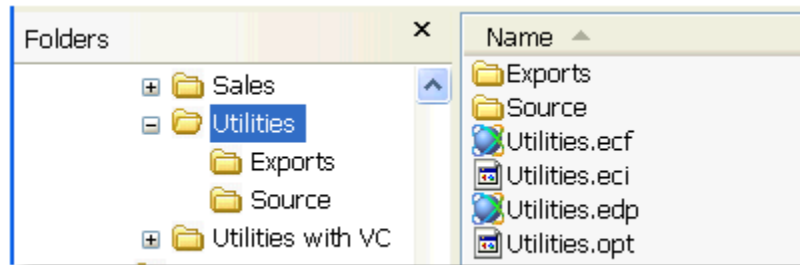 Folders
Sales
Utilities
Exports
Source
Utilities with VC
Name
Exports
Source
Utilities.ecf
Utilities.eci
Utilities.edp
Utilities.opt